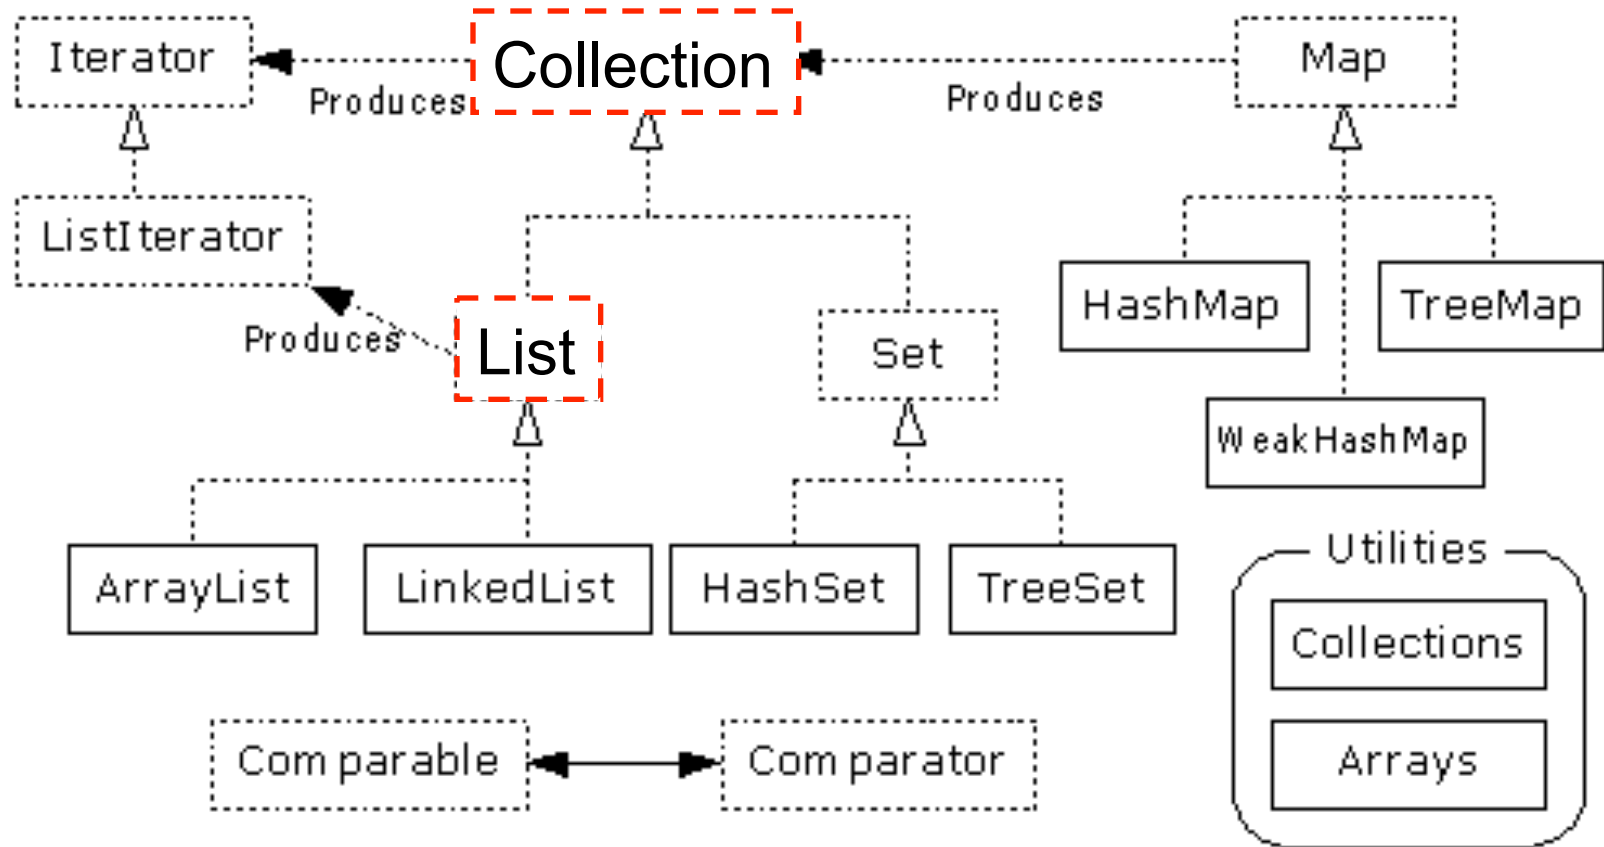 Iterator
Collection
Map
Produces
Produces
ListIterator
HashMap
TreeMap
Produces
List
Set
WeakHashMap
ArrayList
LinkedList
HashSet
TreeSet
Utilities
Collections
Comparable
Comparator
Arrays